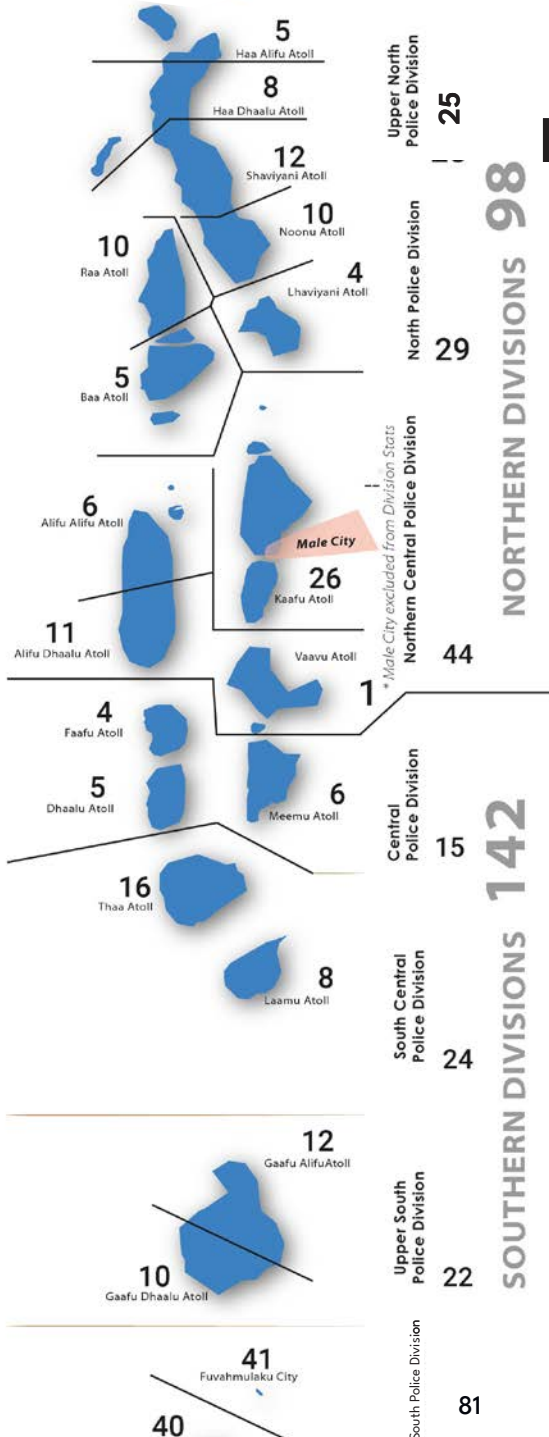 5
Haa Alifu Atoll
8
Haa Dhaalu Atoll
12
Shaviyani Atoll
10
Noonu Atoll
10
Raa Atoll
4
Lhaviyani Atoll
5
Baa Atoll
6
Alifu Alifu Atoll
Male City
26
Kaafu Atoll
11
Alifu Dhaalu Atoll
Vaavu Atoll
1
4
Faafu Atoll
5
Dhaalu Atoll
6
Meemu Atoll
16
Thaa Atoll
8
Laamu Atoll
12
Gaafu AlifuAtoll
10
Gaafu Dhaalu Atoll
41
Fuvahmulaku City
40
Upper North
Police Division
25
North Police Division
29
* Male City excluded from Division Stats
Northern Central Police Division
44
Central
Police Division
15
South Central
Police Division
24
Upper South
Police Division
22
South Police Division
81
NORTHERN DIVISIONS 98
SOUTHERN DIVISIONS 142